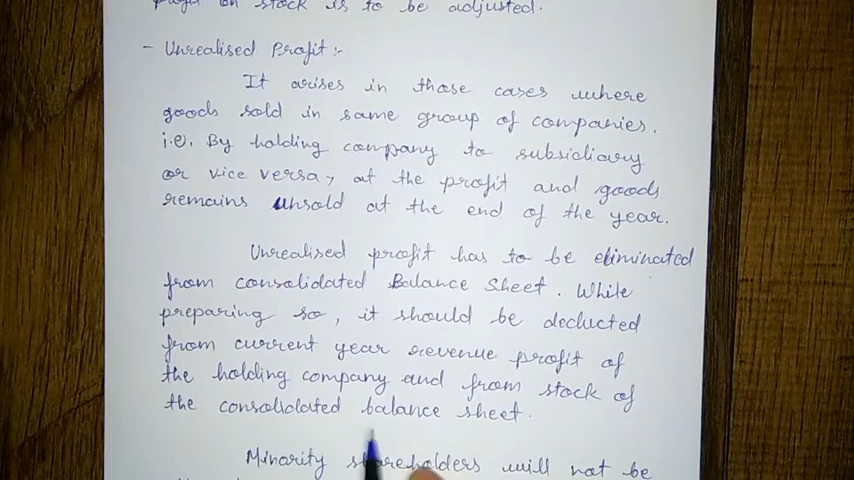 profit on stock is to be adjusted.
- Unrealised Profit :-
It arises in those cases where
goods sold in same group of companies.
i.e. By holding company to subsidiary
or vice versa, at the profit and goods
remains unsold at the end of the year.
Unrealised profit has to be eliminated
from consolidated Balance Sheet. While
preparing so, it should be deducted
from current year revenue profit of
the holding company and from stock of
the consolidated balance sheet.
Minority shareholders will not be